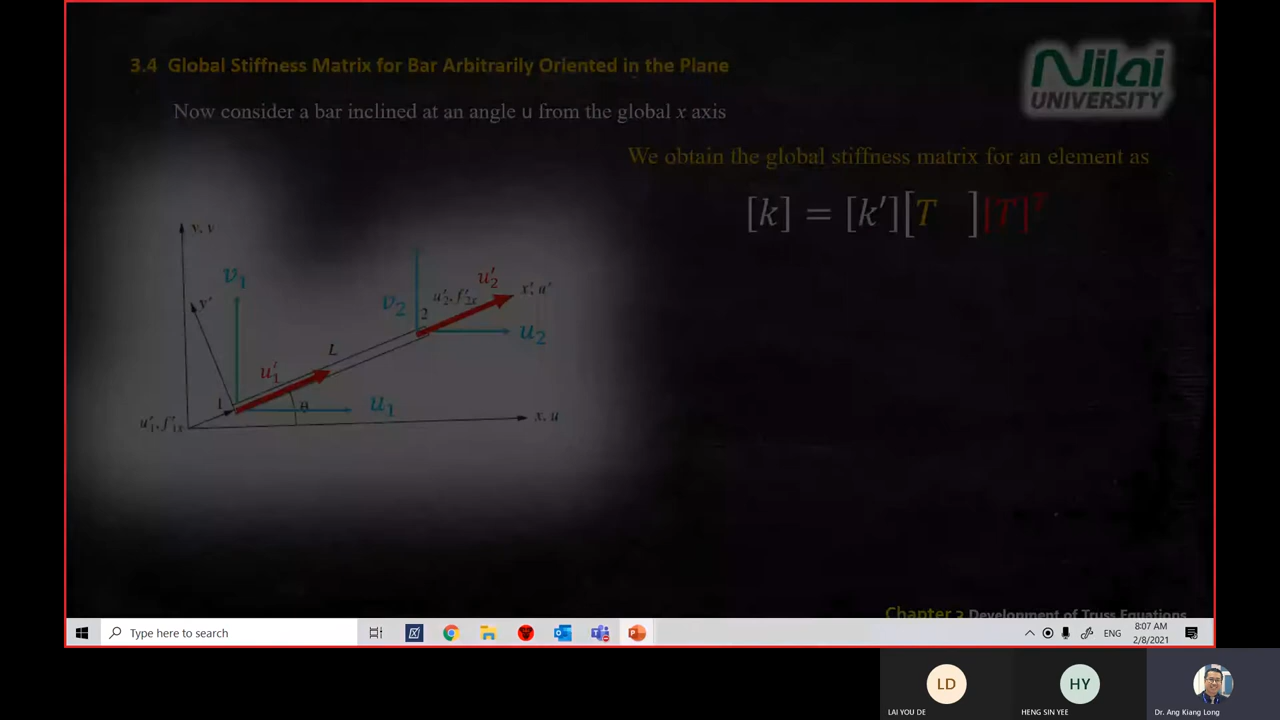 3.4 Global Stiffness Matrix for Bar Arbitrarily Oriented in the Plane
Nilai
UNIVERSITY
Now consider a bar inclined at an angle u from the global x axis
We obtain the global stiffness matrix for an element as
[k] = [k′][T ][T]ᵀ
y, v
v₁
y′
v₂
u′₂, f′₂ₓ
u′₂
x′, u′
2
u₂
L
u′₁
1
θ
u₁
u′₁, f′₁ₓ
x, u
Chapter 3 Development of Truss Equations
Type here to search
ENG
8:07 AM
2/8/2021
LD
HY
LAI YOU DE
HENG SIN YEE
Dr. Ang Kiang Long